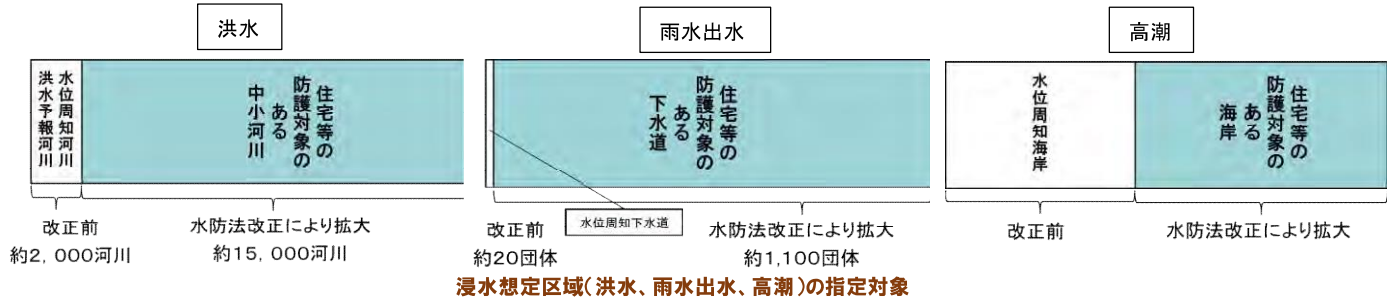 洪水
水位周知河川
洪水予報河川
住宅等の
防護対象の
ある
中小河川
改正前
約2，000河川
水防法改正により拡大
約15，000河川
雨水出水
住宅等の
防護対象の
ある
下水道
水位周知下水道
改正前
約20団体
水防法改正により拡大
約1,100団体
高潮
水位周知海岸
住宅等の
防護対象の
ある
海岸
改正前
水防法改正により拡大
浸水想定区域（洪水、雨水出水、高潮）の指定対象